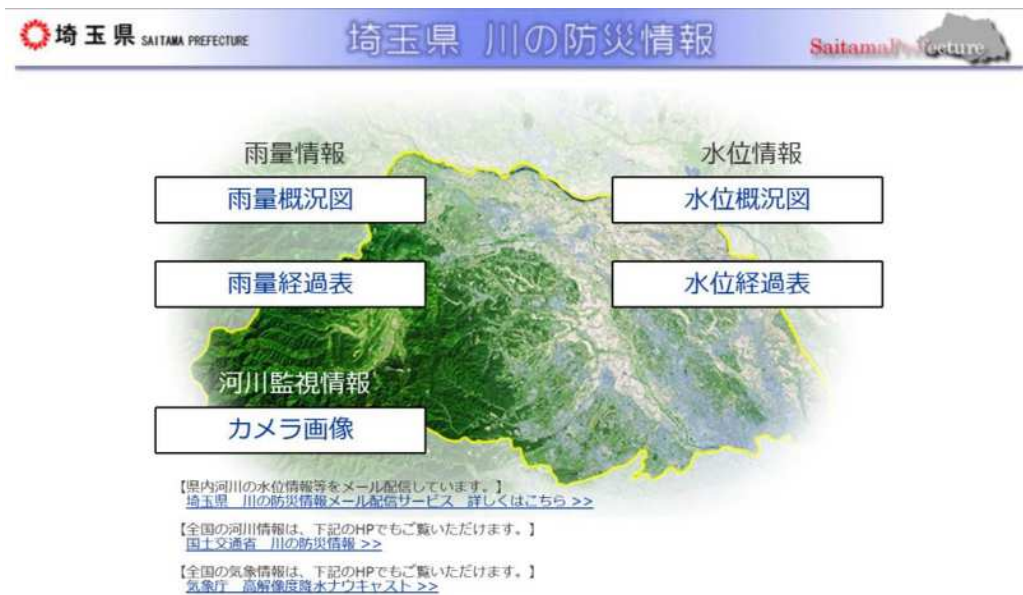 埼玉県 SAITAMA PREFECTURE
埼玉県 川の防災情報
Saitama Prefecture
雨量情報
水位情報
雨量概況図
水位概況図
雨量経過表
水位経過表
河川監視情報
カメラ画像
【県内河川の水位情報等をメール配信しています。】
埼玉県 川の防災情報メール配信サービス 詳しくはこちら >>
【全国の河川情報は、下記のHPでもご覧いただけます。】
国土交通省 川の防災情報 >>
【全国の気象情報は、下記のHPでもご覧いただけます。】
気象庁 高解像度降水ナウキャスト >>